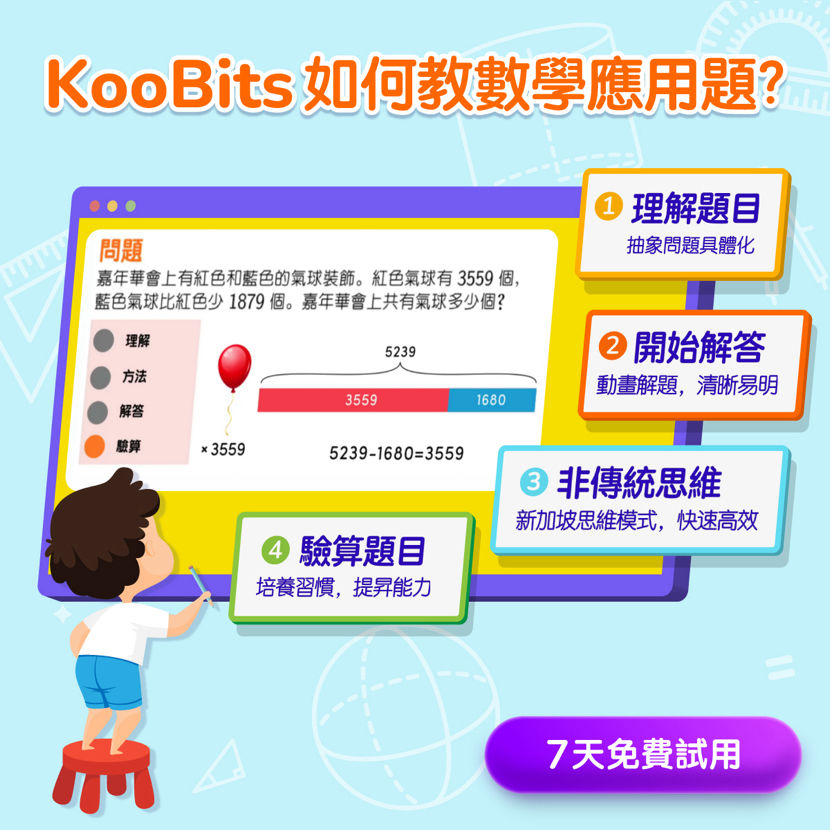 KooBits 如何教數學應用題?
問題
嘉年華會上有紅色和藍色的氣球裝飾。紅色氣球有 3559 個，
藍色氣球比紅色少 1879 個。嘉年華會上共有氣球多少個?
理解
方法
解答
驗算
× 3559
5239
3559
1680
5239-1680=3559
1 理解題目
抽象問題具體化
2 開始解答
動畫解題，清晰易明
3 非傳統思維
新加坡思維模式，快速高效
4 驗算題目
培養習慣，提昇能力
7天免費試用